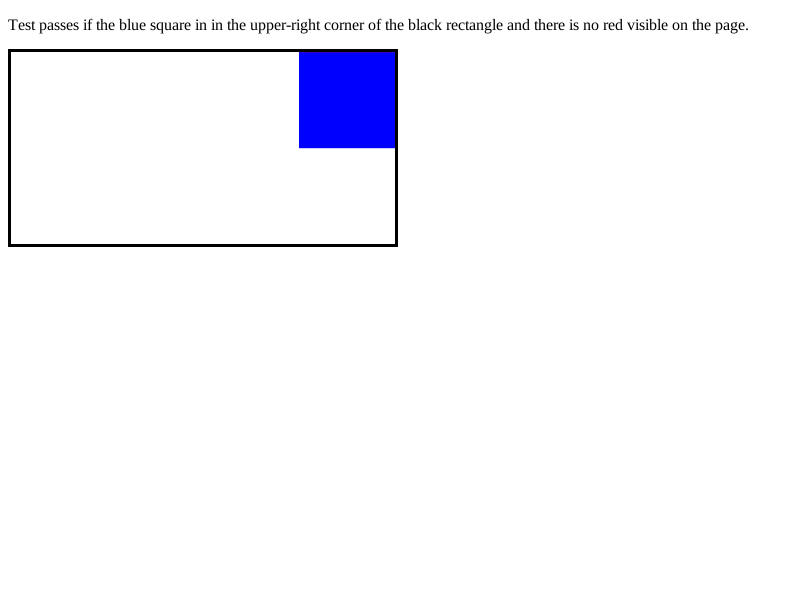 Test passes if the blue square in in the upper-right corner of the black rectangle and there is no red visible on the page.